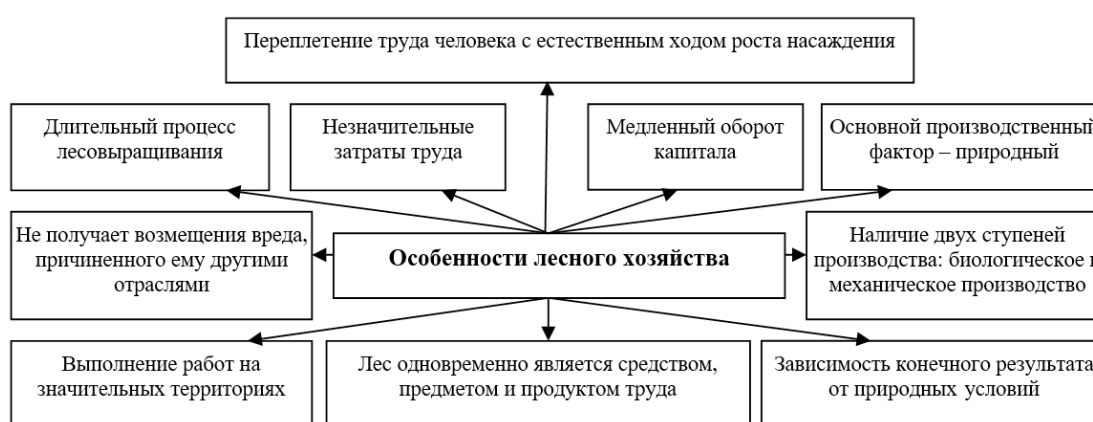 Переплетение труда человека с естественным ходом роста насаждения
Длительный процесс
лесовыращивания
Незначительные
затраты труда
Медленный оборот
капитала
Основной производственный
фактор – природный
Не получает возмещения вреда,
причиненного ему другими
отраслями
Особенности лесного хозяйства
Наличие двух ступеней
производства: биологическое и
механическое производство
Выполнение работ на
значительных территориях
Лес одновременно является средством,
предметом и продуктом труда
Зависимость конечного результата
от природных условий